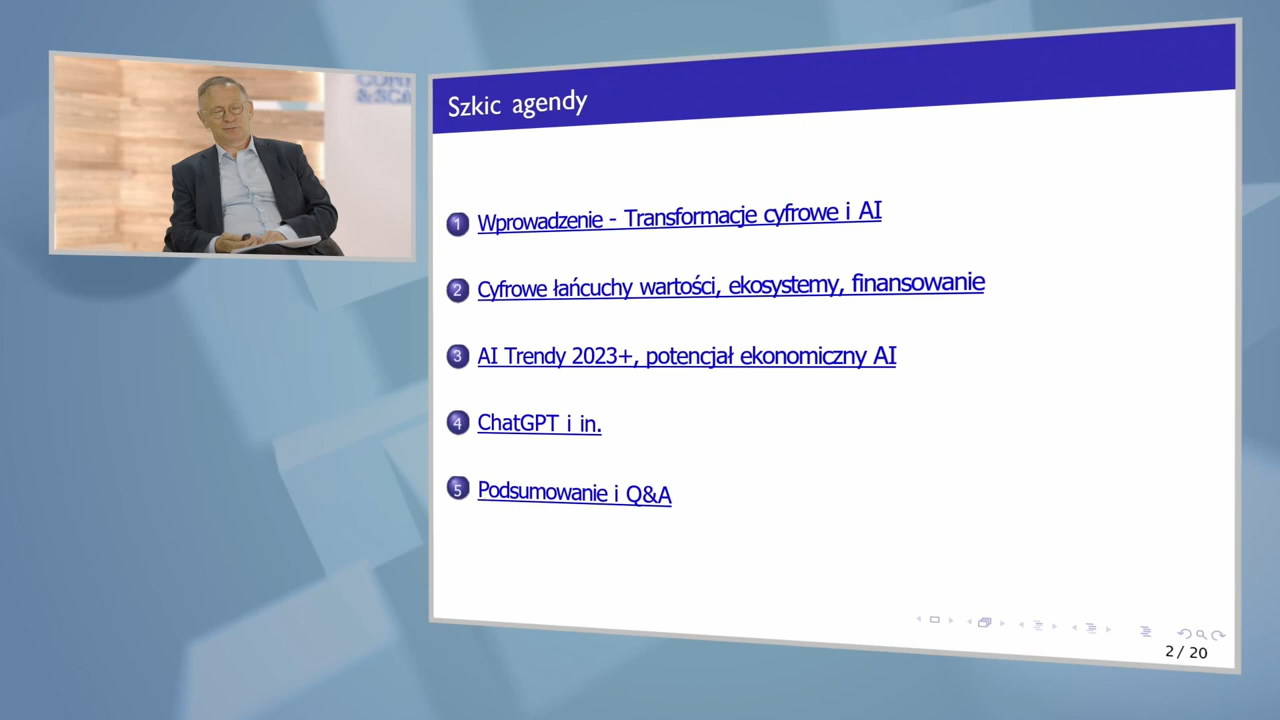 Szkic agendy
1 Wprowadzenie - Transformacje cyfrowe i AI
2 Cyfrowe łańcuchy wartości, ekosystemy, finansowanie
3 AI Trendy 2023+, potencjał ekonomiczny AI
4 ChatGPT i in.
5 Podsumowanie i Q&A
2 / 20